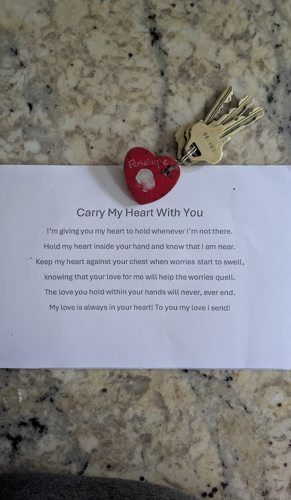 Penelope
Carry My Heart With You
I'm giving you my heart to hold whenever I'm not there.
Hold my heart inside your hand and know that I am near.
Keep my heart against your chest when worries start to swell,
knowing that your love for me will help the worries quell.
The love you hold within your hands will never, ever end.
My love is always in your heart! To you my love I send!